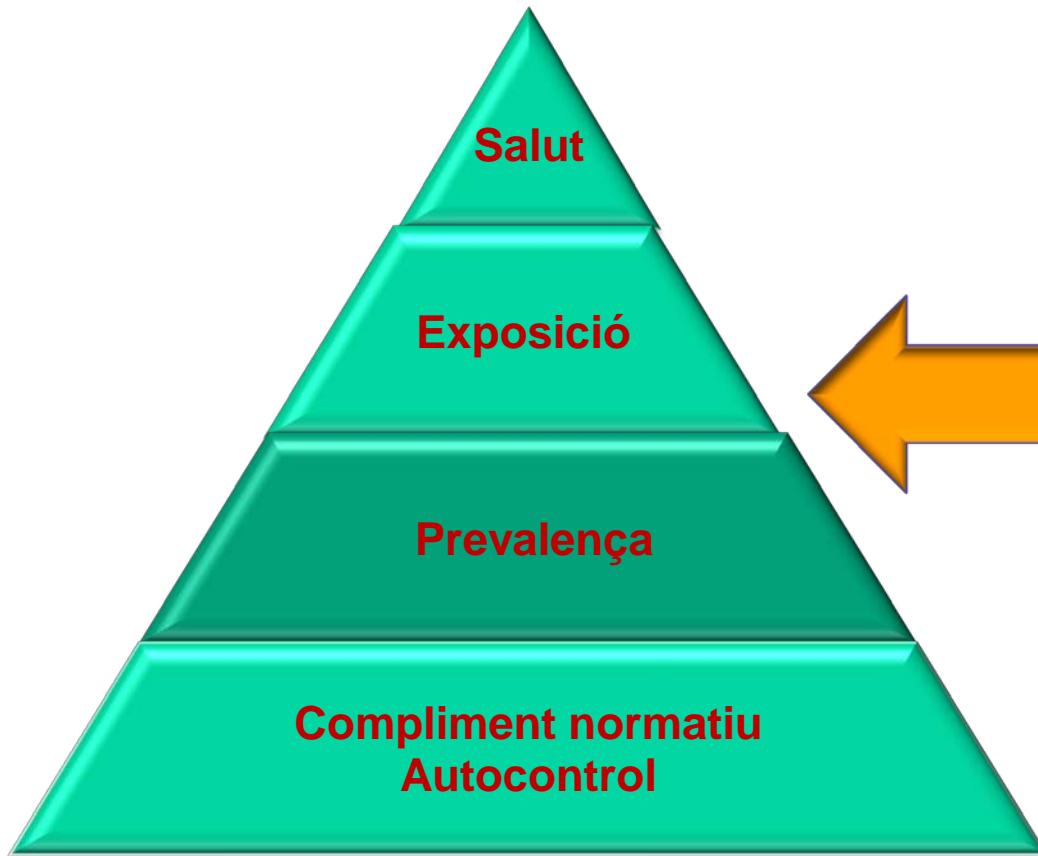 Salut
Exposició
Prevalença
Compliment normatiu
Autocontrol